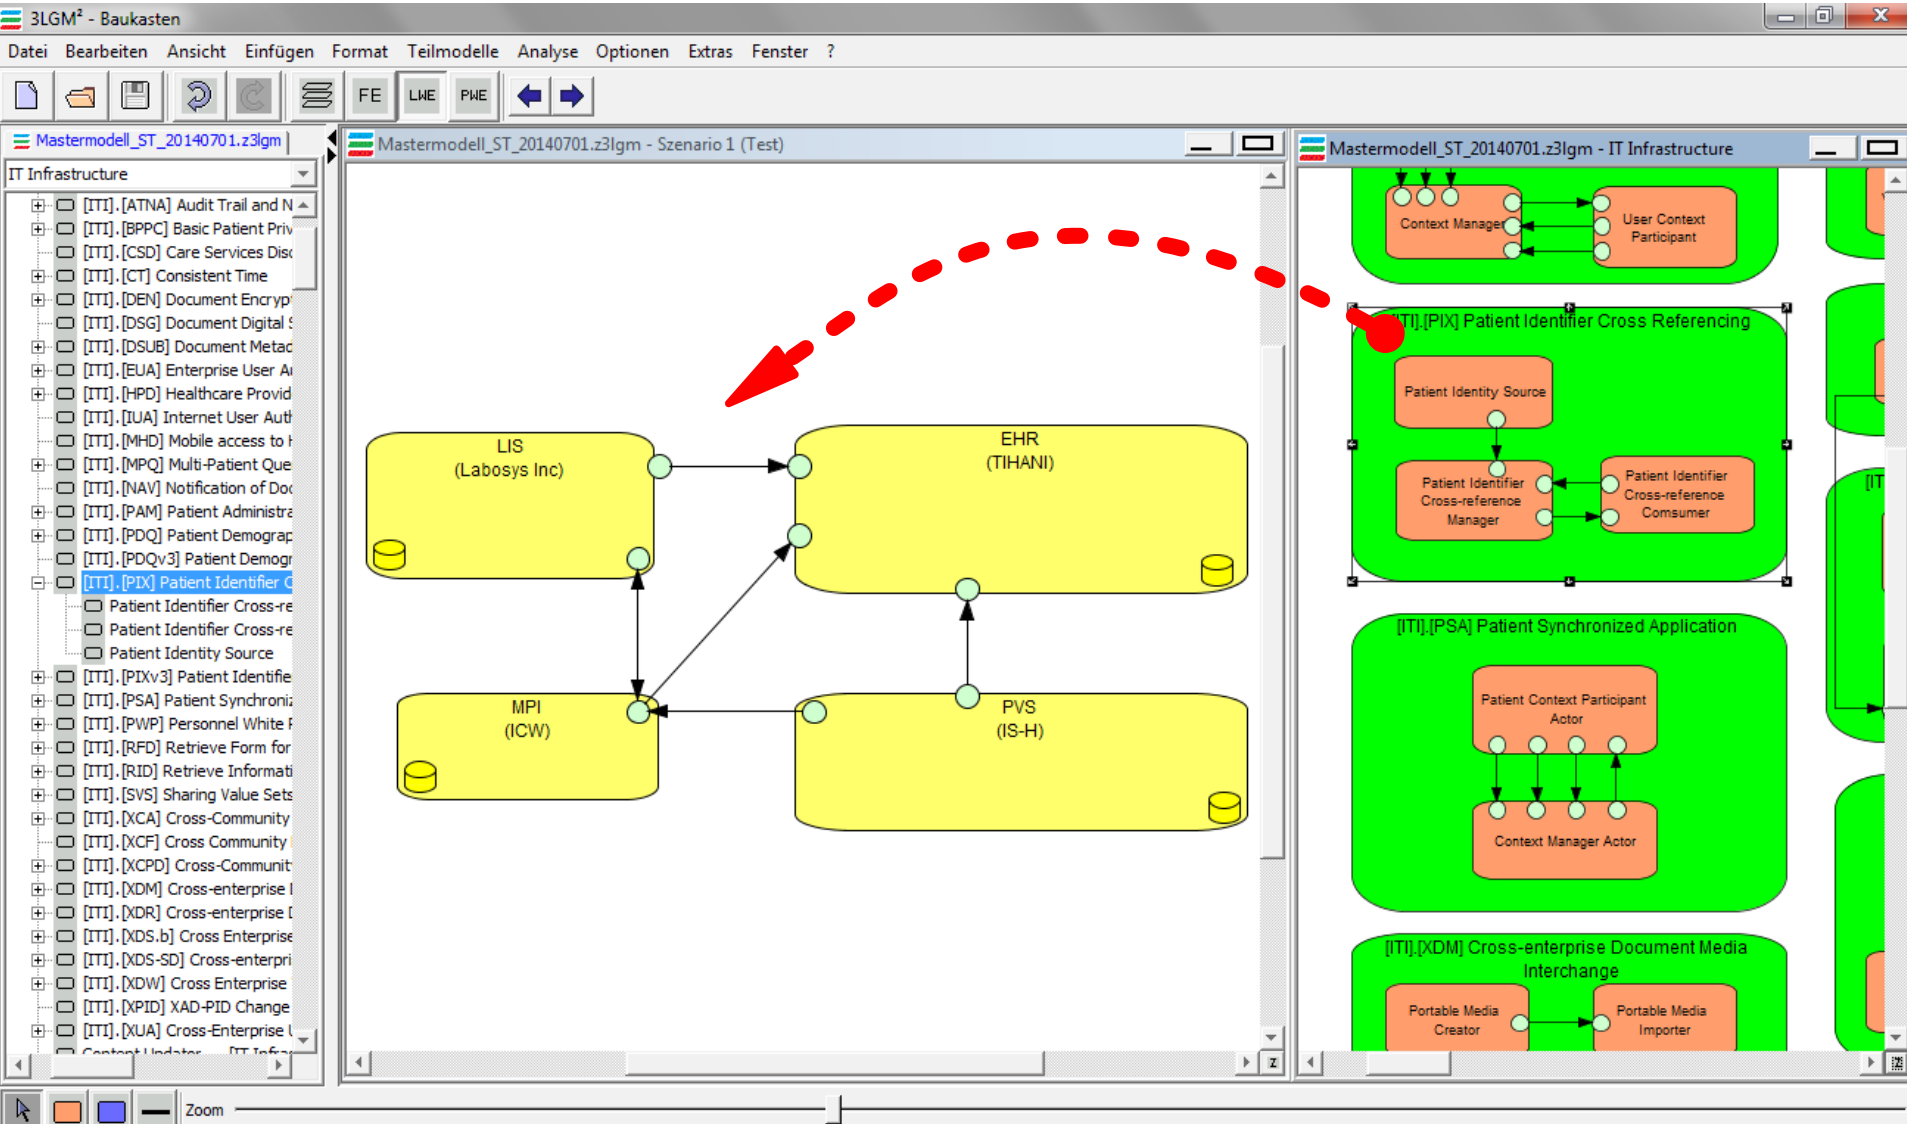 3LGM² - Baukasten
Datei Bearbeiten Ansicht Einfügen Format Teilmodelle Analyse Optionen Extras Fenster ?
FE LWE PWE
Mastermodell_ST_20140701.z3lgm
IT Infrastructure
[ITI].[ATNA] Audit Trail and N
[ITI].[BPPC] Basic Patient Priv
[ITI].[CSD] Care Services Disc
[ITI].[CT] Consistent Time
[ITI].[DEN] Document Encryp
[ITI].[DSG] Document Digital S
[ITI].[DSUB] Document Metad
[ITI].[EUA] Enterprise User A
[ITI].[HPD] Healthcare Provid
[ITI].[IUA] Internet User Auth
[ITI].[MHD] Mobile access to H
[ITI].[MPQ] Multi-Patient Que
[ITI].[NAV] Notification of Doc
[ITI].[PAM] Patient Administra
[ITI].[PDQ] Patient Demograp
[ITI].[PDQv3] Patient Demogr
[ITI].[PIX] Patient Identifier C
Patient Identifier Cross-re
Patient Identifier Cross-re
Patient Identity Source
[ITI].[PIXv3] Patient Identifie
[ITI].[PSA] Patient Synchroniz
[ITI].[PWP] Personnel White P
[ITI].[RFD] Retrieve Form for
[ITI].[RID] Retrieve Informati
[ITI].[SVS] Sharing Value Sets
[ITI].[XCA] Cross-Community
[ITI].[XCF] Cross Community
[ITI].[XCPD] Cross-Communit
[ITI].[XDM] Cross-enterprise I
[ITI].[XDR] Cross-enterprise D
[ITI].[XDS.b] Cross Enterprise
[ITI].[XDS-SD] Cross-enterpri
[ITI].[XDW] Cross Enterprise
[ITI].[XPID] XAD-PID Change
[ITI].[XUA] Cross-Enterprise U
Content Updater
Mastermodell_ST_20140701.z3lgm - Szenario 1 (Test)
LIS
(Labosys Inc)
EHR
(TIHANI)
MPI
(ICW)
PVS
(IS-H)
Mastermodell_ST_20140701.z3lgm - IT Infrastructure
Context Manager
User Context
Participant
TI].[PIX] Patient Identifier Cross Referencing
Patient Identity Source
Patient Identifier
Cross-reference
Manager
Patient Identifier
Cross-reference
Comsumer
[IT
[ITI].[PSA] Patient Synchronized Application
Patient Context Participant
Actor
Context Manager Actor
[ITI].[XDM] Cross-enterprise Document Media
Interchange
Portable Media
Creator
Portable Media
Importer
Zoom